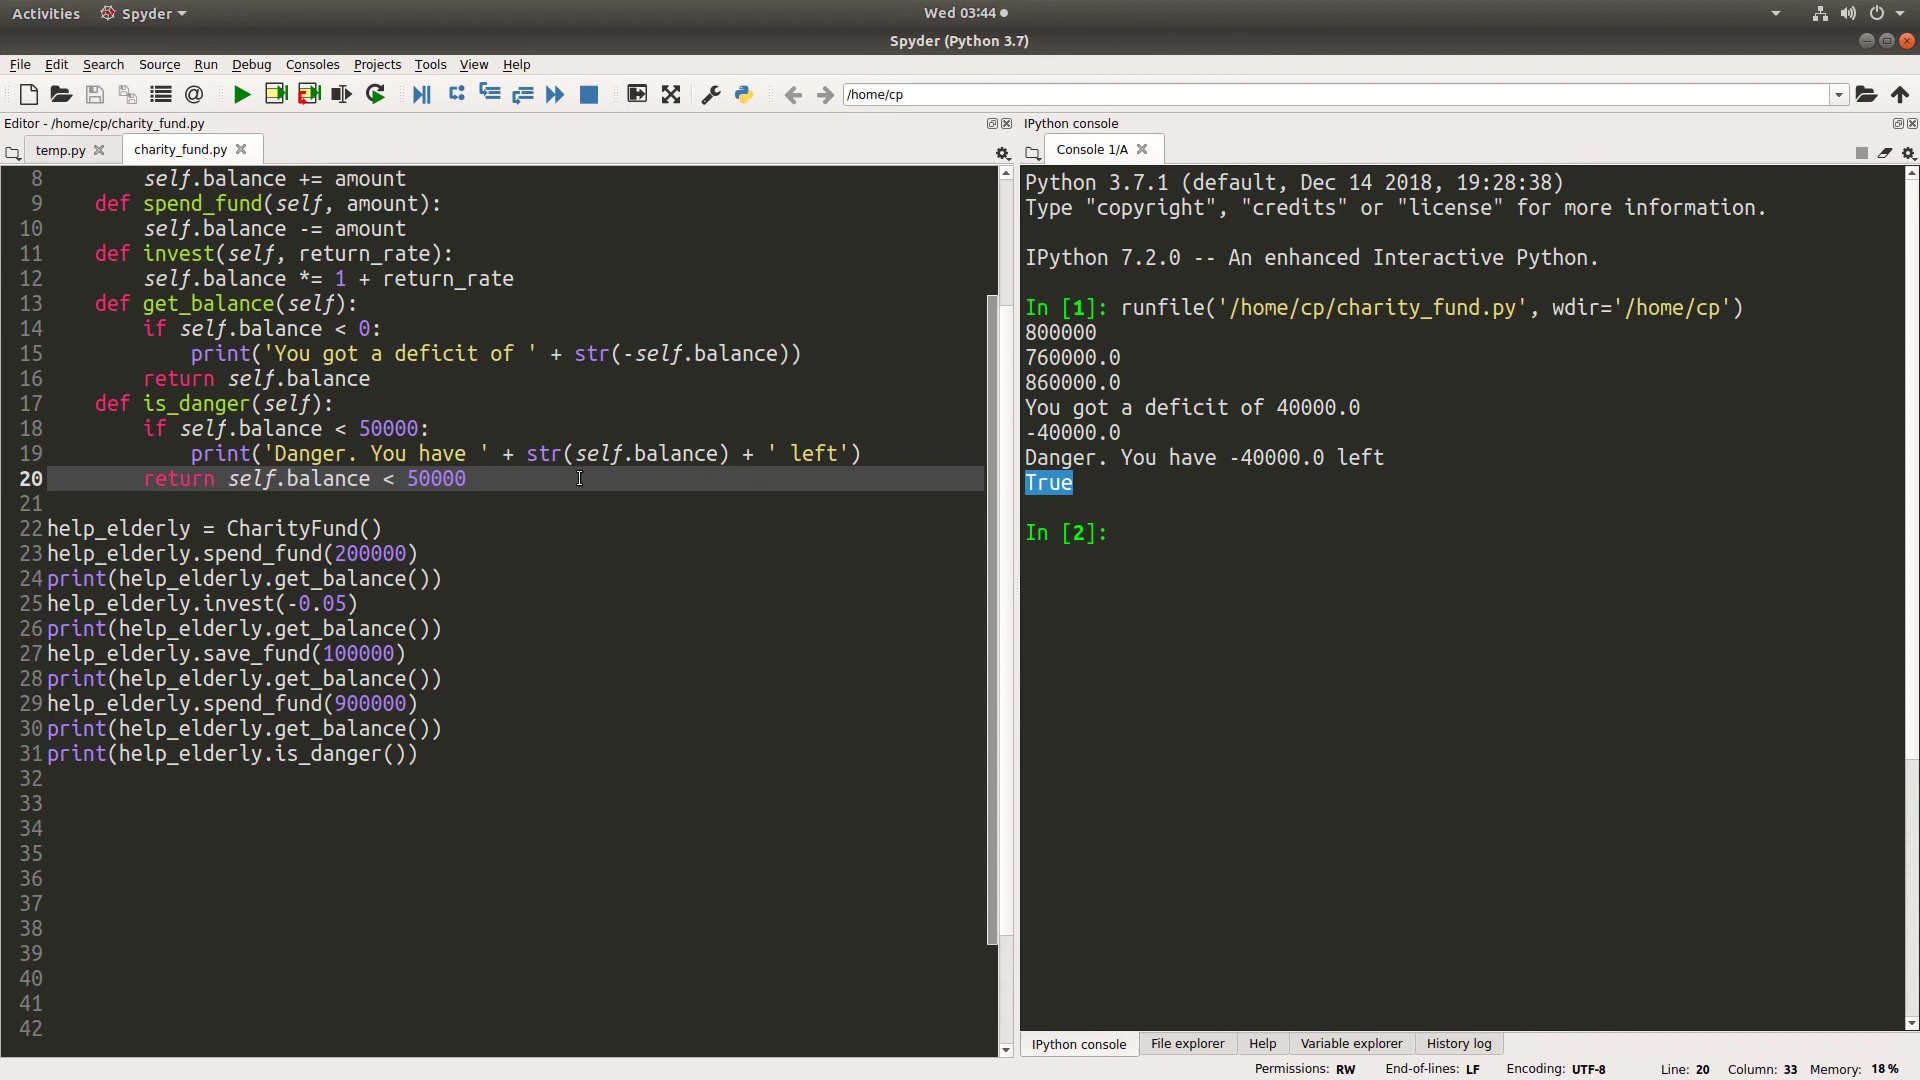 Activities Spyder Wed 03:44
Spyder (Python 3.7)
File Edit Search Source Run Debug Consoles Projects Tools View Help
/home/cp
Editor - /home/cp/charity_fund.py
temp.py charity_fund.py
8 self.balance += amount
9 def spend_fund(self, amount):
10 self.balance -= amount
11 def invest(self, return_rate):
12 self.balance *= 1 + return_rate
13 def get_balance(self):
14 if self.balance < 0:
15 print('You got a deficit of ' + str(-self.balance))
16 return self.balance
17 def is_danger(self):
18 if self.balance < 50000:
19 print('Danger. You have ' + str(self.balance) + ' left')
20 return self.balance < 50000
21
22 help_elderly = CharityFund()
23 help_elderly.spend_fund(200000)
24 print(help_elderly.get_balance())
25 help_elderly.invest(-0.05)
26 print(help_elderly.get_balance())
27 help_elderly.save_fund(100000)
28 print(help_elderly.get_balance())
29 help_elderly.spend_fund(900000)
30 print(help_elderly.get_balance())
31 print(help_elderly.is_danger())
32
33
34
35
36
37
38
39
40
41
42
IPython console
Console 1/A
Python 3.7.1 (default, Dec 14 2018, 19:28:38)
Type "copyright", "credits" or "license" for more information.
IPython 7.2.0 -- An enhanced Interactive Python.
In [1]: runfile('/home/cp/charity_fund.py', wdir='/home/cp')
800000
760000.0
860000.0
You got a deficit of 40000.0
-40000.0
Danger. You have -40000.0 left
True
In [2]:
IPython console File explorer Help Variable explorer History log
Permissions: RW End-of-lines: LF Encoding: UTF-8 Line: 20 Column: 33 Memory: 18 %